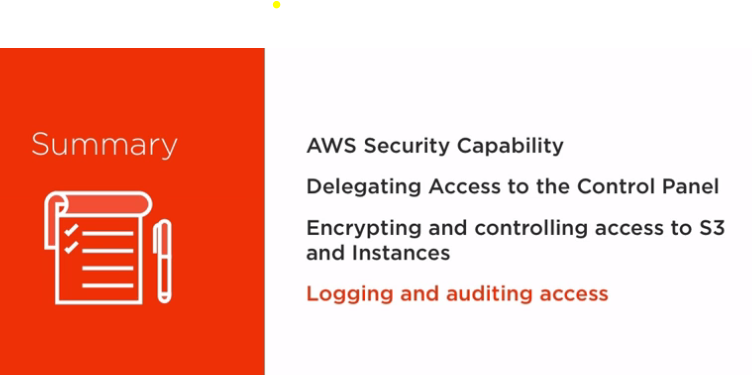 Summary
AWS Security Capability
Delegating Access to the Control Panel
Encrypting and controlling access to S3
and Instances
Logging and auditing access